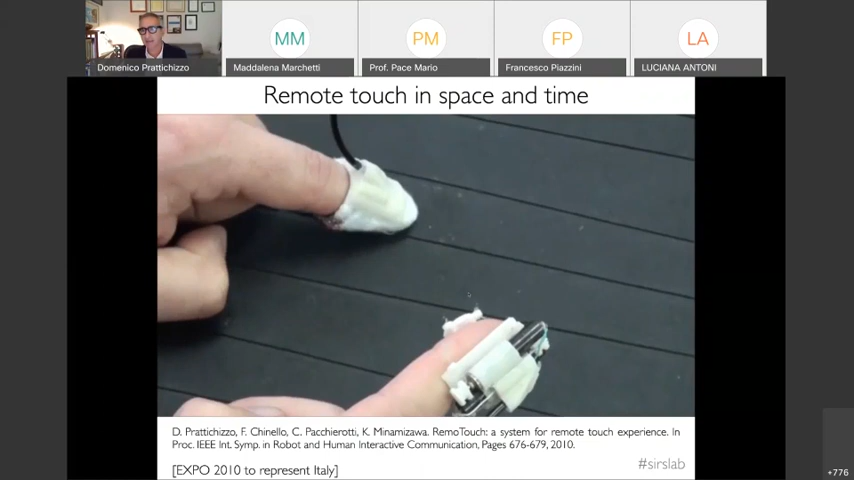 MM
PM
FP
LA
Domenico Prattichizzo
Maddalena Marchetti
Prof. Pace Mario
Francesco Piazzini
LUCIANA ANTONI
Remote touch in space and time
D. Prattichizzo, F. Chinello, C. Pacchierotti, K. Minamizawa. RemoTouch: a system for remote touch experience. In
Proc. IEEE Int. Symp. in Robot and Human Interactive Communication, Pages 676-679, 2010.
[EXPO 2010 to represent Italy]
#sirslab
+776